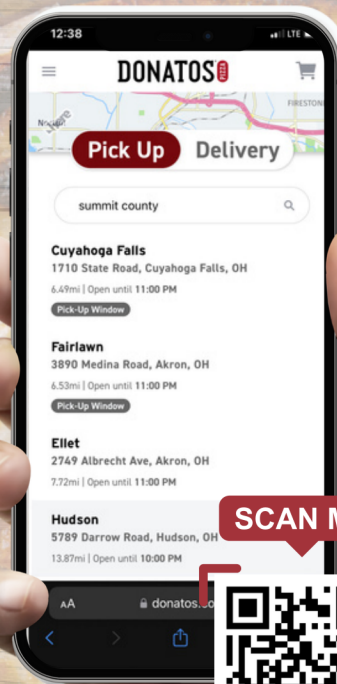 12:38
LTE
DONATOS PIZZA
FIRESTON
Pick Up Delivery
summit county
Cuyahoga Falls
1710 State Road, Cuyahoga Falls, OH
6.49mi | Open until 11:00 PM
Pick-Up Window
Fairlawn
3890 Medina Road, Akron, OH
6.53mi | Open until 11:00 PM
Pick-Up Window
Ellet
2749 Albrecht Ave, Akron, OH
7.72mi | Open until 11:00 PM
Hudson
5789 Darrow Road, Hudson, OH
13.87mi | Open until 10:00 PM
SCAN M
AA donatos.co